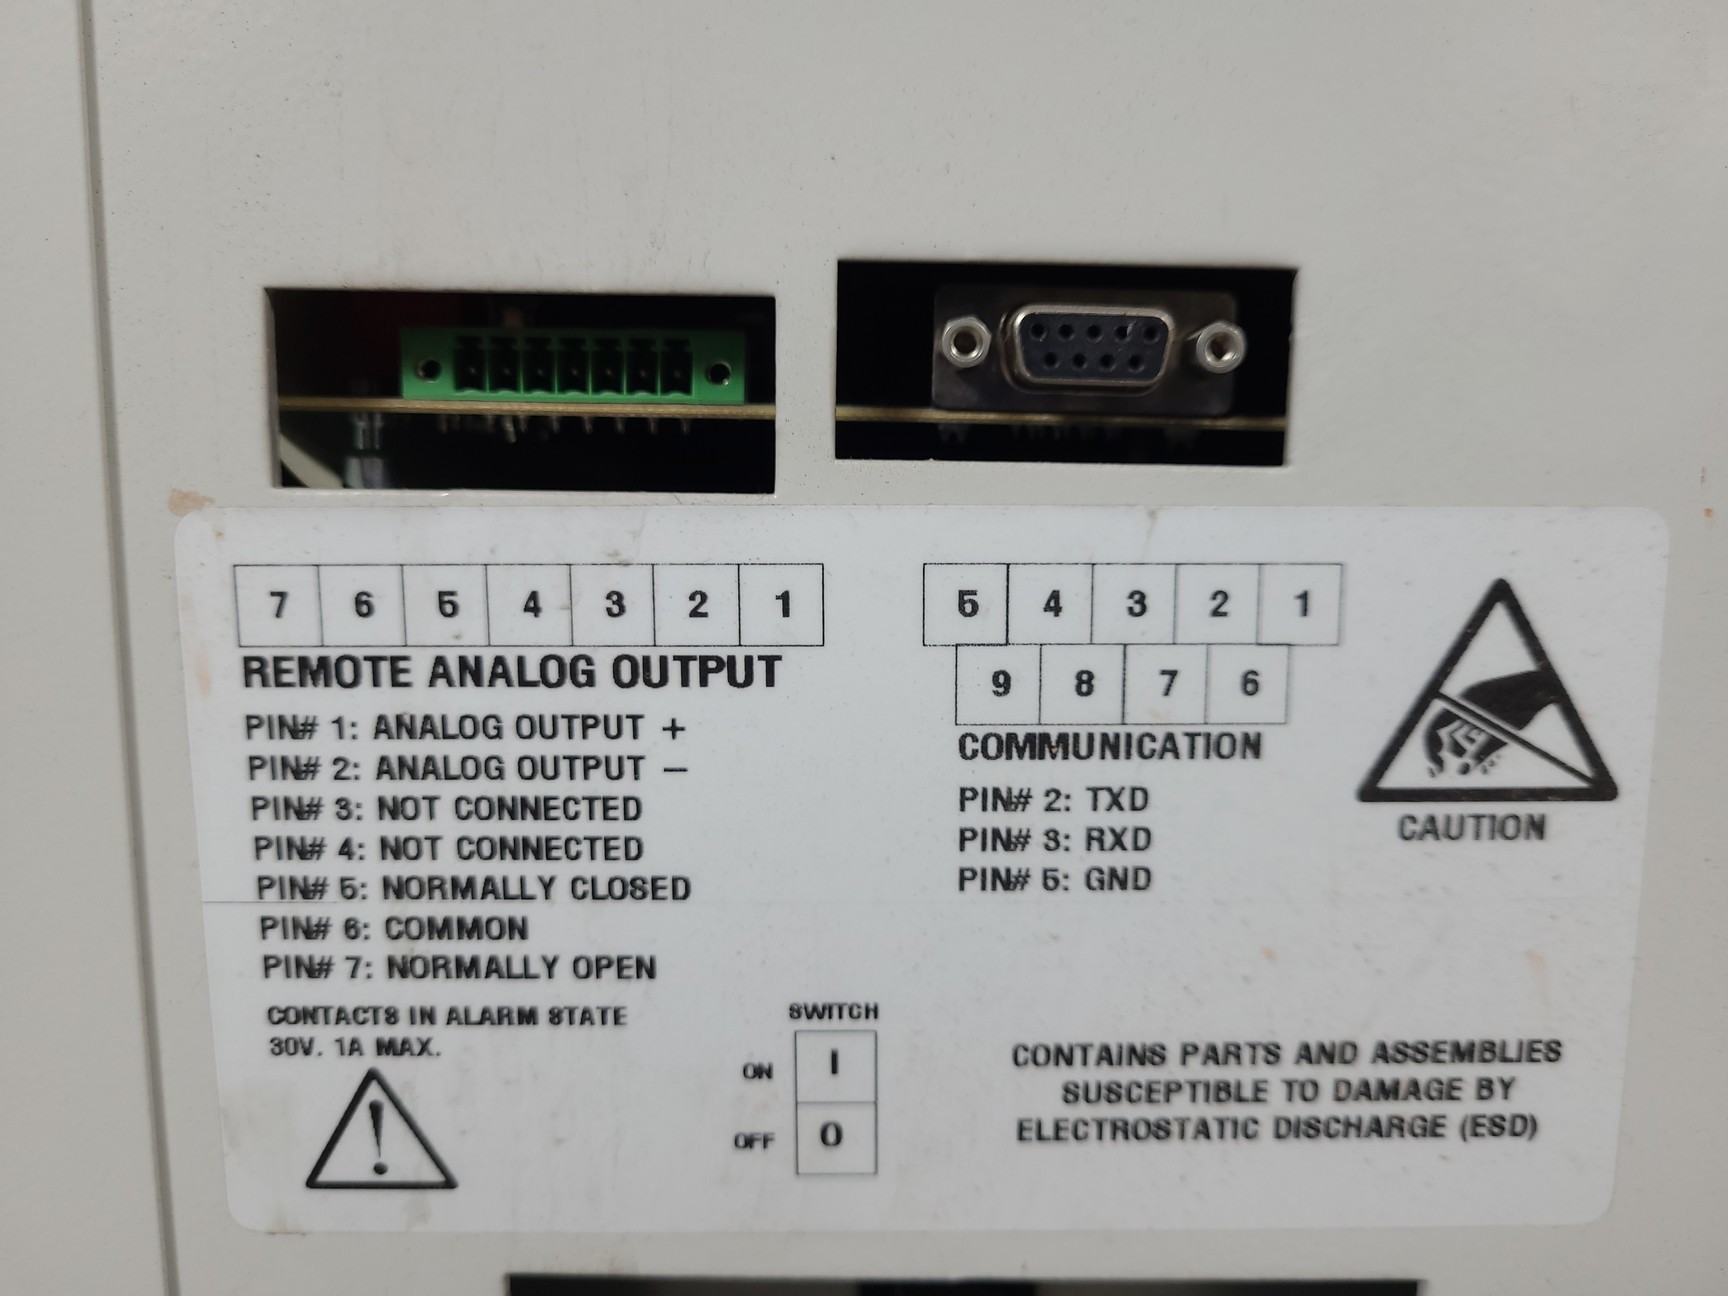 7 6 5 4 3 2 1
REMOTE ANALOG OUTPUT
PIN# 1: ANALOG OUTPUT +
PIN# 2: ANALOG OUTPUT –
PIN# 3: NOT CONNECTED
PIN# 4: NOT CONNECTED
PIN# 5: NORMALLY CLOSED
PIN# 6: COMMON
PIN# 7: NORMALLY OPEN
CONTACTS IN ALARM STATE
30V. 1A MAX.
!
SWITCH
ON I
OFF O
5 4 3 2 1
9 8 7 6
COMMUNICATION
PIN# 2: TXD
PIN# 3: RXD
PIN# 5: GND
CAUTION
CONTAINS PARTS AND ASSEMBLIES
SUSCEPTIBLE TO DAMAGE BY
ELECTROSTATIC DISCHARGE (ESD)